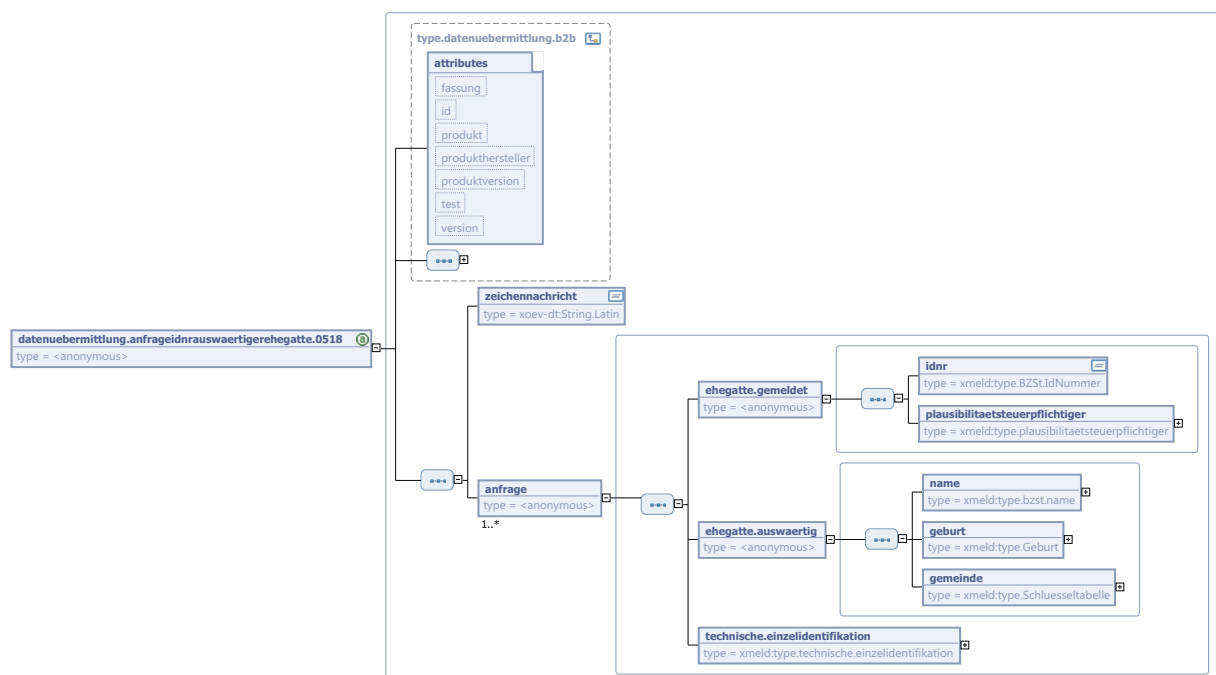 type.datenuebermittlung.b2b
attributes
fassung
id
produkt
produkthersteller
produktversion
test
version
zeichennachricht
type = xoev-dt:String.Latin
datenuebermittlung.anfrageidnrauswaertigerehegatte.0518
a
type = <anonymous>
idnr
type = xmeld:type.BZSt.IdNummer
ehegatte.gemeldet
type = <anonymous>
plausibilitaetsteuerpflichtiger
type = xmeld:type.plausibilitaetsteuerpflichtiger
anfrage
type = <anonymous>
1..*
name
type = xmeld:type.bzst.name
ehegatte.auswaertig
type = <anonymous>
geburt
type = xmeld:type.Geburt
gemeinde
type = xmeld:type.Schluesseltabelle
technische.einzelidentifikation
type = xmeld:type.technische.einzelidentifikation